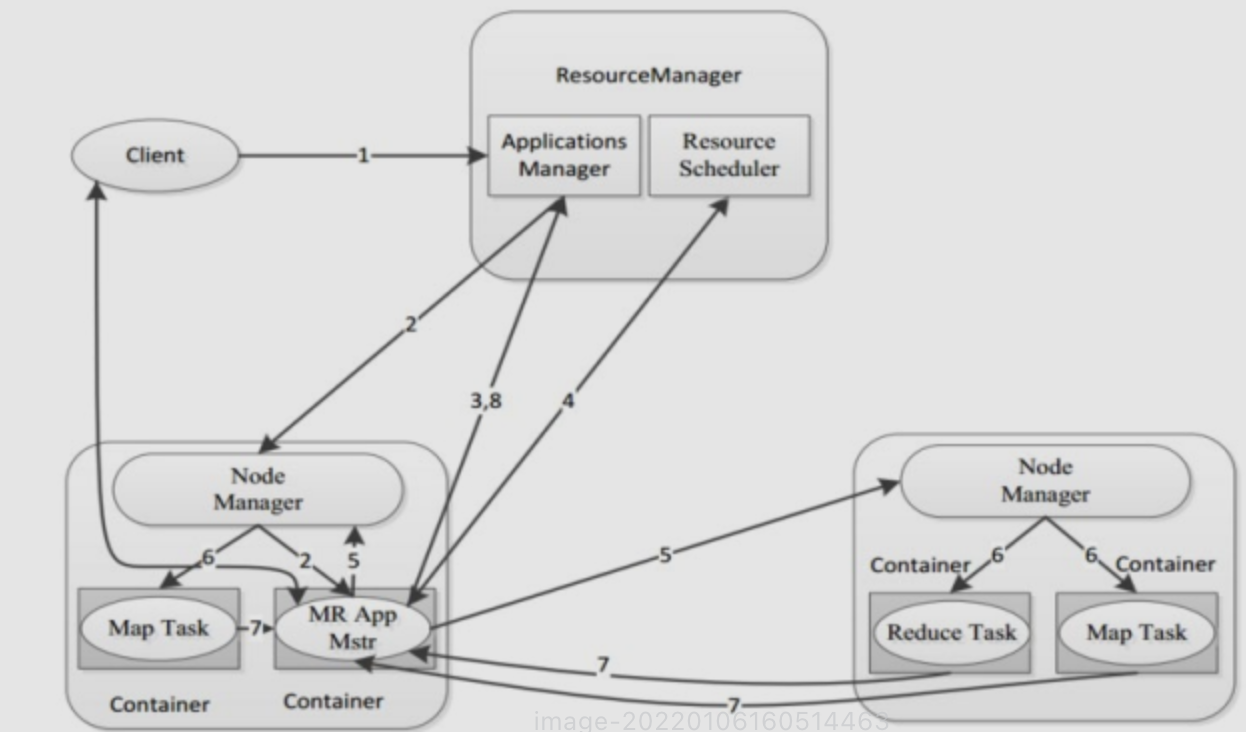 ResourceManager
Applications
Manager
Resource
Scheduler
Client
1
2
3,8
4
Node
Manager
6
2
5
Map Task
7
MR App
Mstr
Container
Container
5
Node
Manager
Container
6
6
Container
Reduce Task
Map Task
7
7
image-20220106160514463